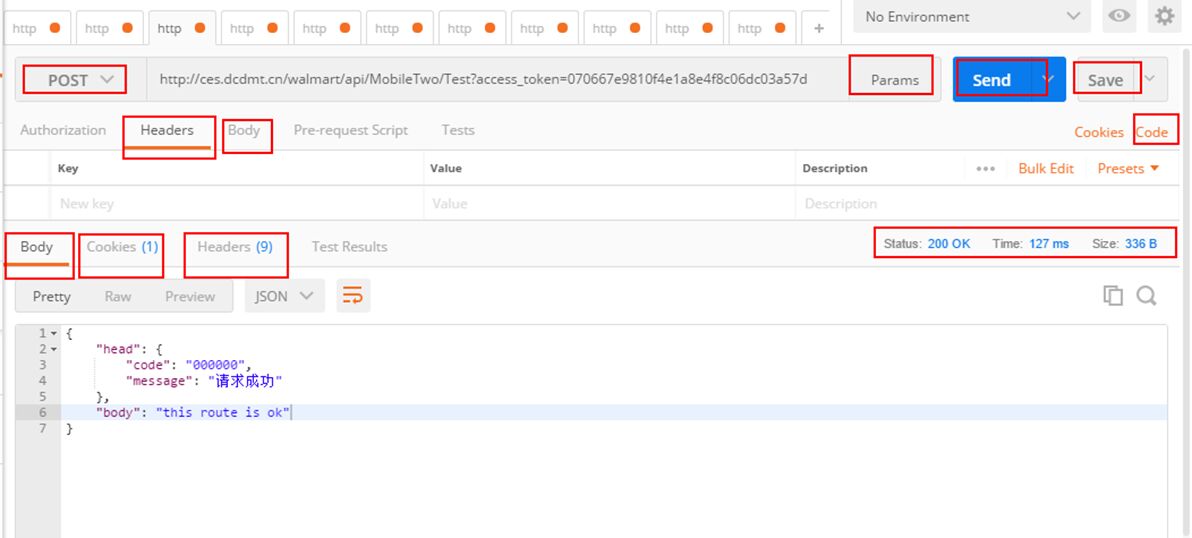 http http http http http http http http http http http + No Environment
POST http://ces.dcdmt.cn/walmart/api/MobileTwo/Test?access_token=070667e9810f4e1a8e4f8c06dc03a57d Params Send Save
Authorization Headers Body Pre-request Script Tests Cookies Code
Key Value Description ••• Bulk Edit Presets
New key Value Description
Body Cookies (1) Headers (9) Test Results Status: 200 OK Time: 127 ms Size: 336 B
Pretty Raw Preview JSON
1 {
2 "head": {
3 "code": "000000",
4 "message": "请求成功"
5 },
6 "body": "this route is ok"
7 }